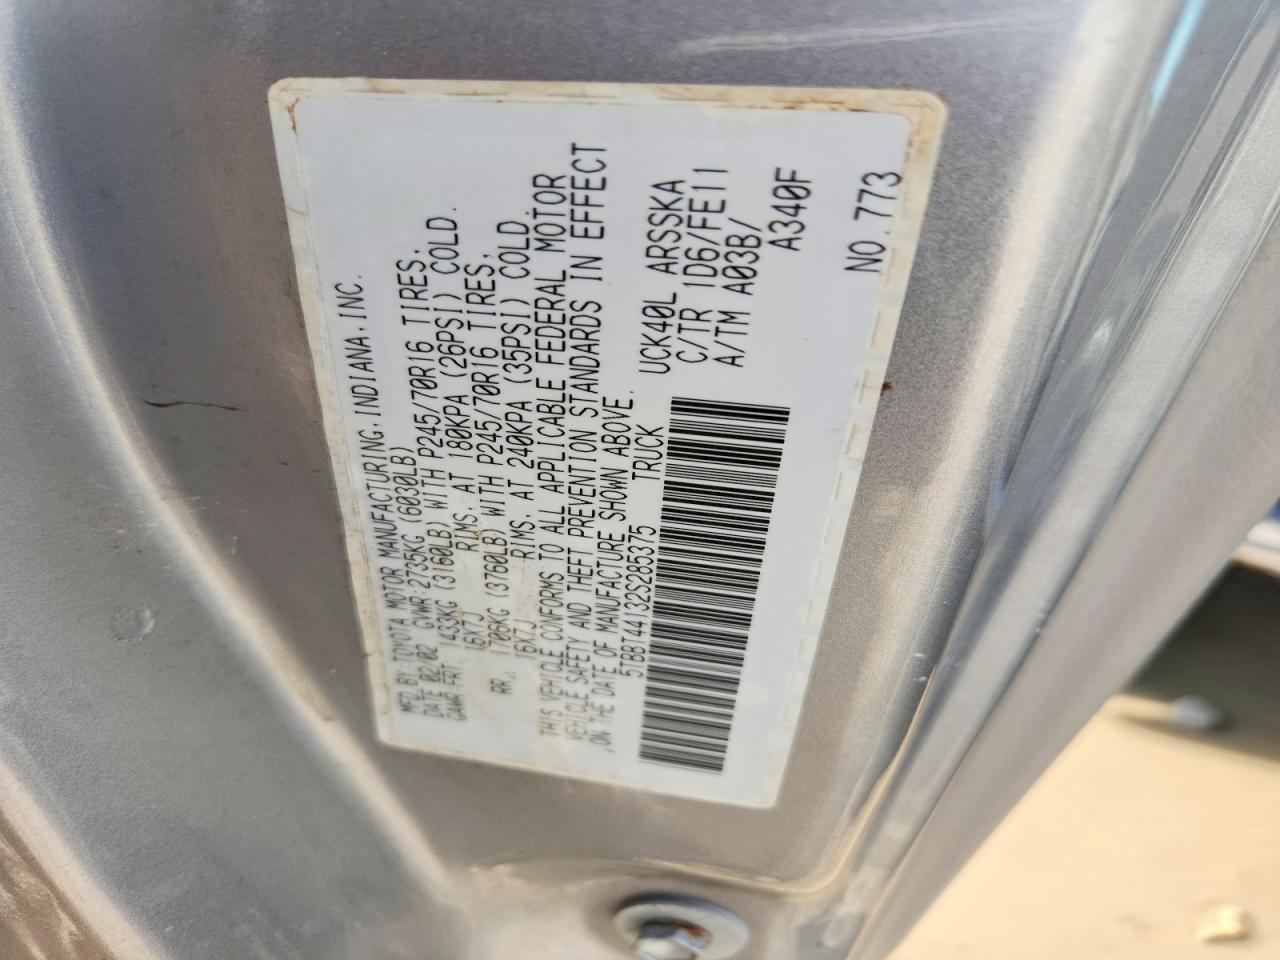 MFD. BY TOYOTA MOTOR MANUFACTURING, INDIANA, INC.
DATE: 02/02 GVWR: 2735KG (6030LB)
GAWR FRT. 1433KG (3160LB) WITH P245/70R16 TIRES,
16X7J RIMS, AT 180KPA (26PSI) COLD.
RR. 1706KG (3760LB) WITH P245/70R16 TIRES,
16X7J RIMS, AT 240KPA (35PSI) COLD.
THIS VEHICLE CONFORMS TO ALL APPLICABLE FEDERAL MOTOR
VEHICLE SAFETY AND THEFT PREVENTION STANDARDS IN EFFECT
ON THE DATE OF MANUFACTURE SHOWN ABOVE.
5TBBT44132S285375 TRUCK
UCK40L ARSSKA
C/TR 1D6/FE11
A/TM A03B/
A340F
NO. 773